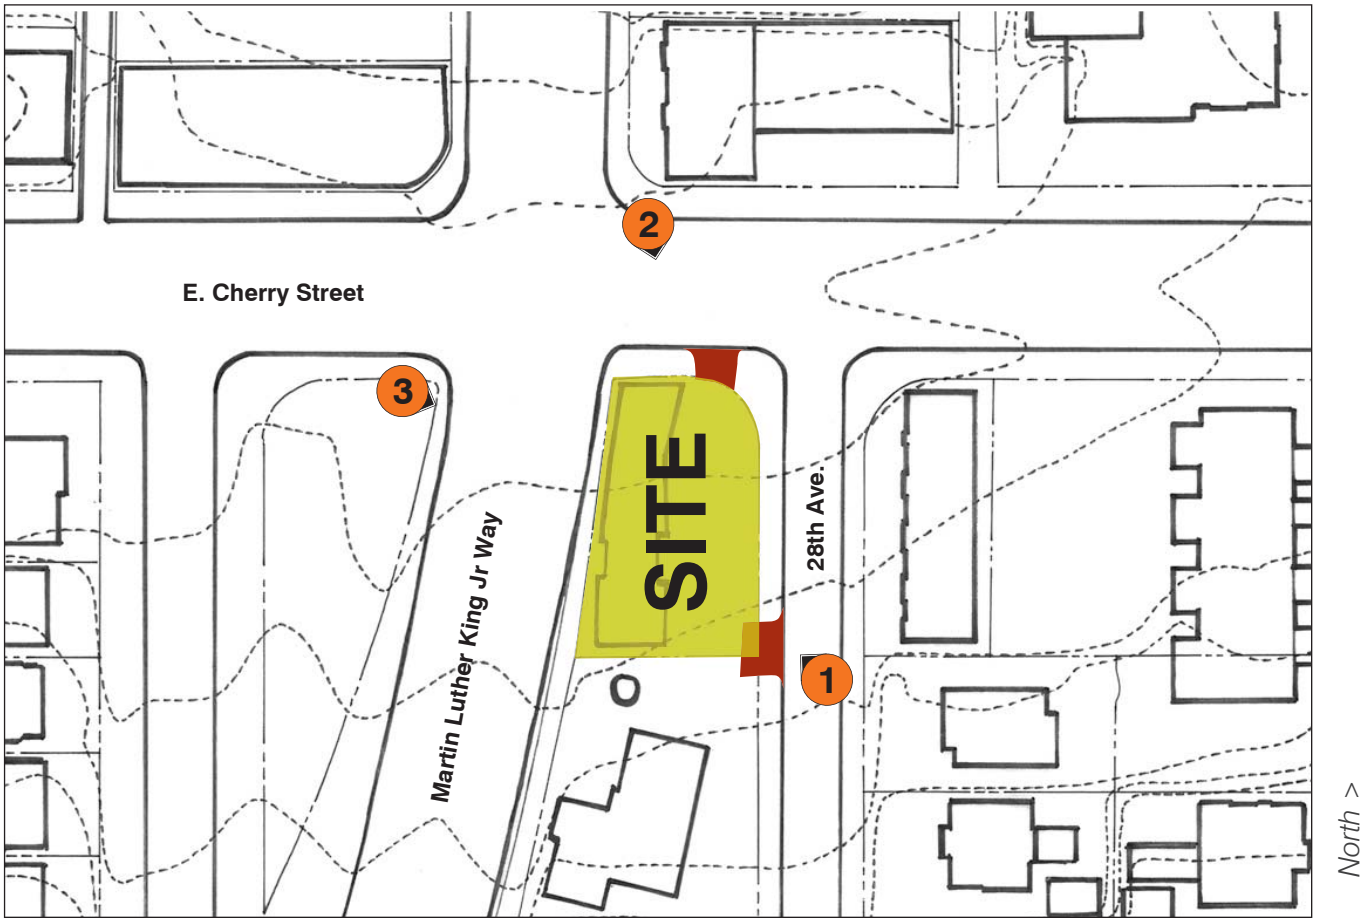 2
E. Cherry Street
3
SITE
28th Ave.
Martin Luther King Jr Way
1
North >